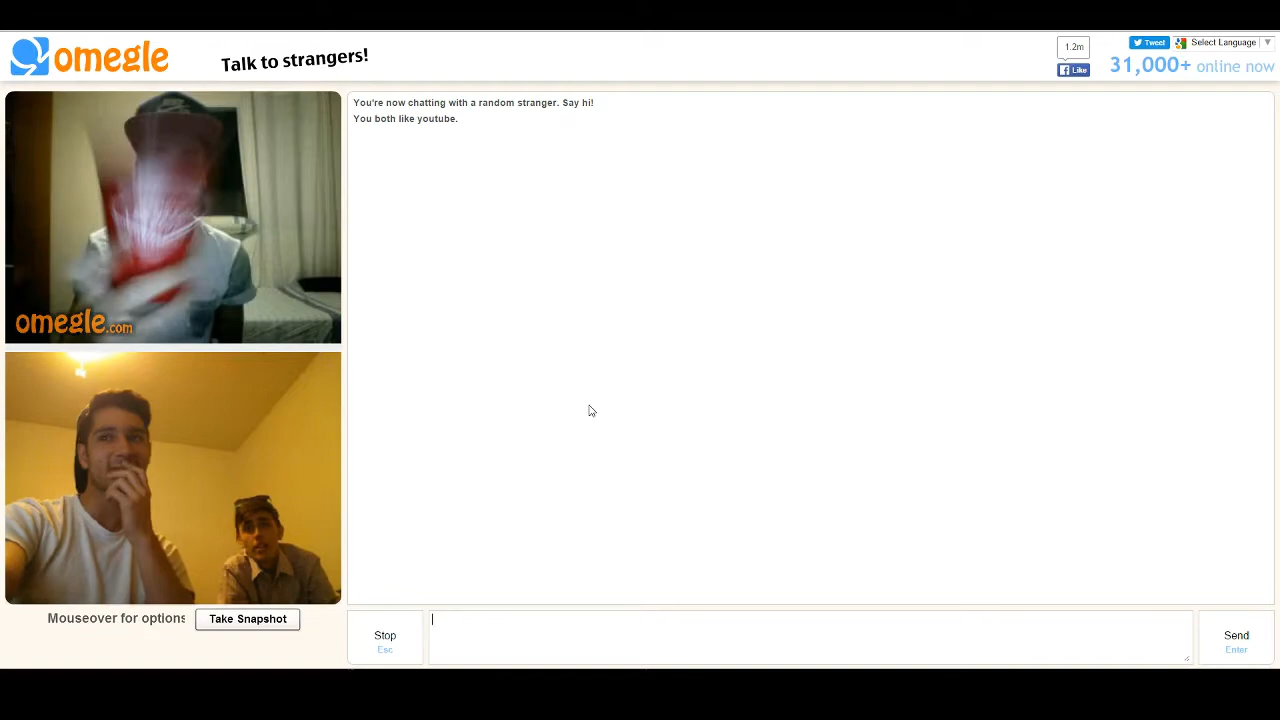 omegle
Talk to strangers!
1.2m
Like
Tweet
Select Language
31,000+ online now
You're now chatting with a random stranger. Say hi!
You both like youtube.
omegle.com
Mouseover for options
Take Snapshot
Stop
Esc
Send
Enter